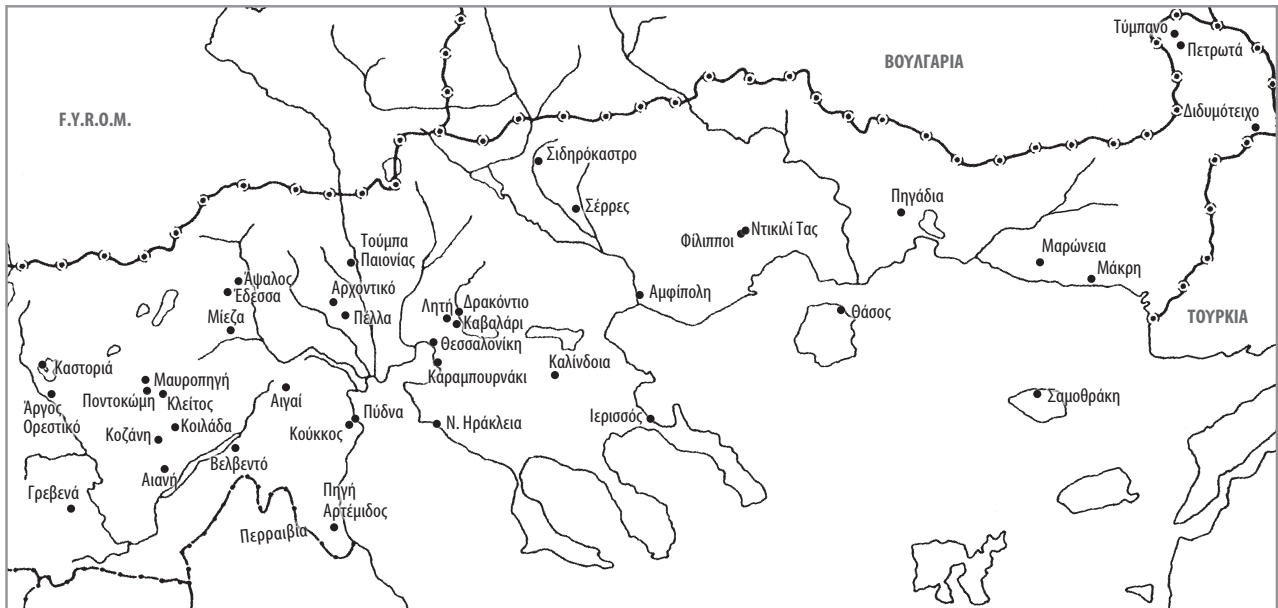 Τύμπανο
Πετρωτά
ΒΟΥΛΓΑΡΙΑ
F.Y.R.O.M.
Διδυμότειχο
Σιδηρόκαστρο
Σέρρες
Πηγάδια
Φίλιπποι
Ντικιλί Τας
Τούμπα
Παιονίας
Μαρώνεια
Μάκρη
Άψαλος
Έδεσσα
Αρχοντικό
Λητή
Δρακόντιο
Αμφίπολη
Μίεζα
Πέλλα
Καβαλάρι
Θάσος
ΤΟΥΡΚΙΑ
Θεσσαλονίκη
Καστοριά
Καραμπουρνάκι
Καλίνδοια
Μαυροπηγή
Ποντοκώμη
Κλείτος
Αιγαί
Σαμοθράκη
Άργος
Ορεστικό
Πύδνα
Κοιλάδα
Κούκκος
Ν. Ηράκλεια
Ιερισσός
Κοζάνη
Βελβεντό
Αιανή
Γρεβενά
Πηγή
Αρτέμιδος
Περραιβία